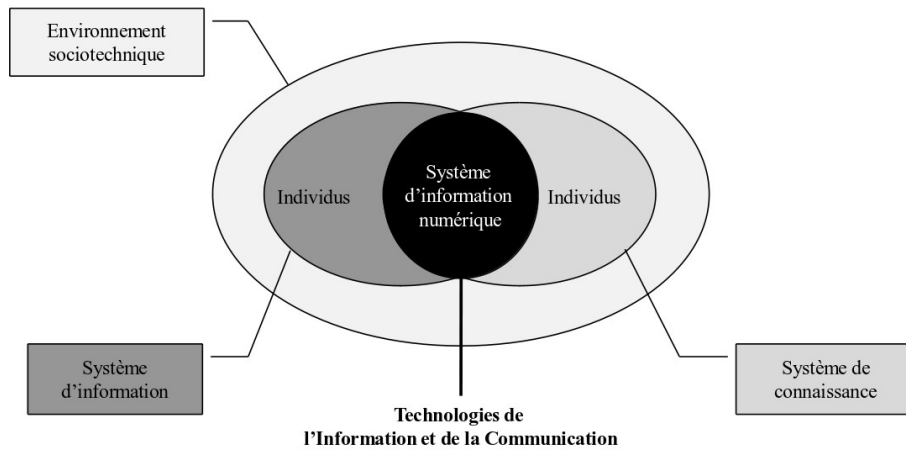 Environnement
sociotechnique
Individus
Système
d’information
numérique
Individus
Système
d’information
Système de
connaissance
Technologies de
l’Information et de la Communication